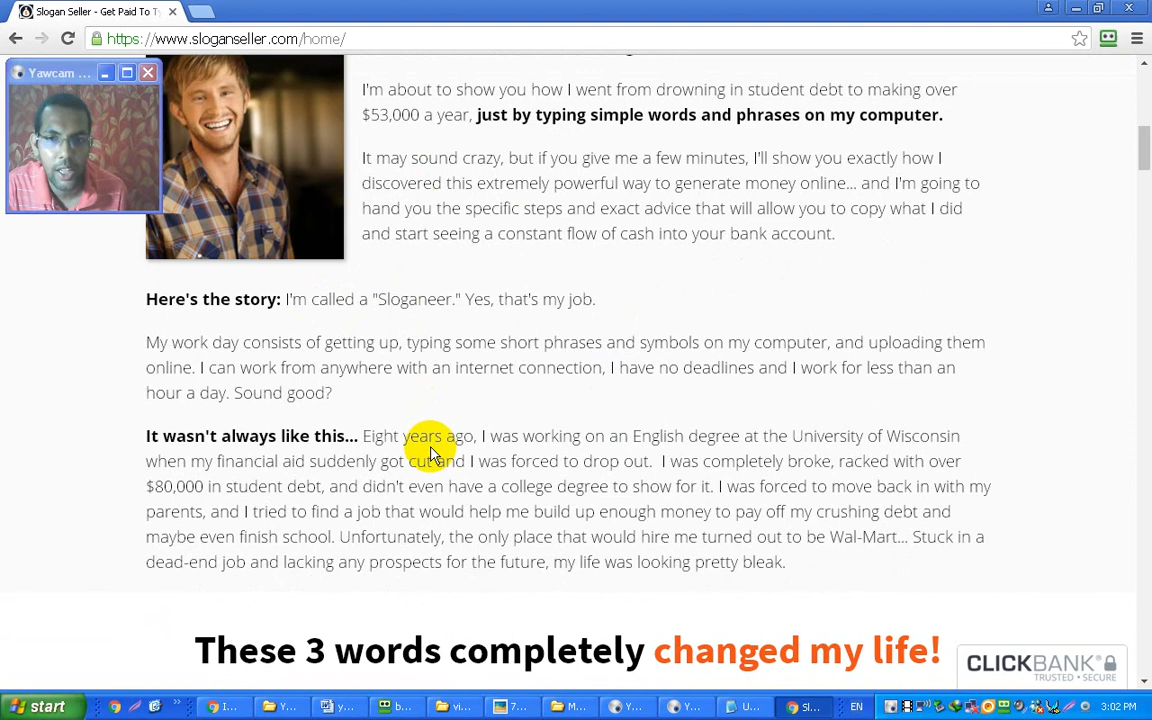 Slogan Seller - Get Paid To Ty
https://www.sloganseller.com/home/
Yawcam ...
I'm about to show you how I went from drowning in student debt to making over
$53,000 a year, just by typing simple words and phrases on my computer.
It may sound crazy, but if you give me a few minutes, I'll show you exactly how I
discovered this extremely powerful way to generate money online... and I'm going to
hand you the specific steps and exact advice that will allow you to copy what I did
and start seeing a constant flow of cash into your bank account.
Here's the story: I'm called a "Sloganeer." Yes, that's my job.
My work day consists of getting up, typing some short phrases and symbols on my computer, and uploading them
online. I can work from anywhere with an internet connection, I have no deadlines and I work for less than an
hour a day. Sound good?
It wasn't always like this... Eight years ago, I was working on an English degree at the University of Wisconsin
when my financial aid suddenly got cut and I was forced to drop out. I was completely broke, racked with over
$80,000 in student debt, and didn't even have a college degree to show for it. I was forced to move back in with my
parents, and I tried to find a job that would help me build up enough money to pay off my crushing debt and
maybe even finish school. Unfortunately, the only place that would hire me turned out to be Wal-Mart... Stuck in a
dead-end job and lacking any prospects for the future, my life was looking pretty bleak.
These 3 words completely changed my life!
CLICKBANK
TRUSTED • SECURE
start I... Y... y... b... vi... 7... M... Y... Y... U... Sl... EN 3:02 PM